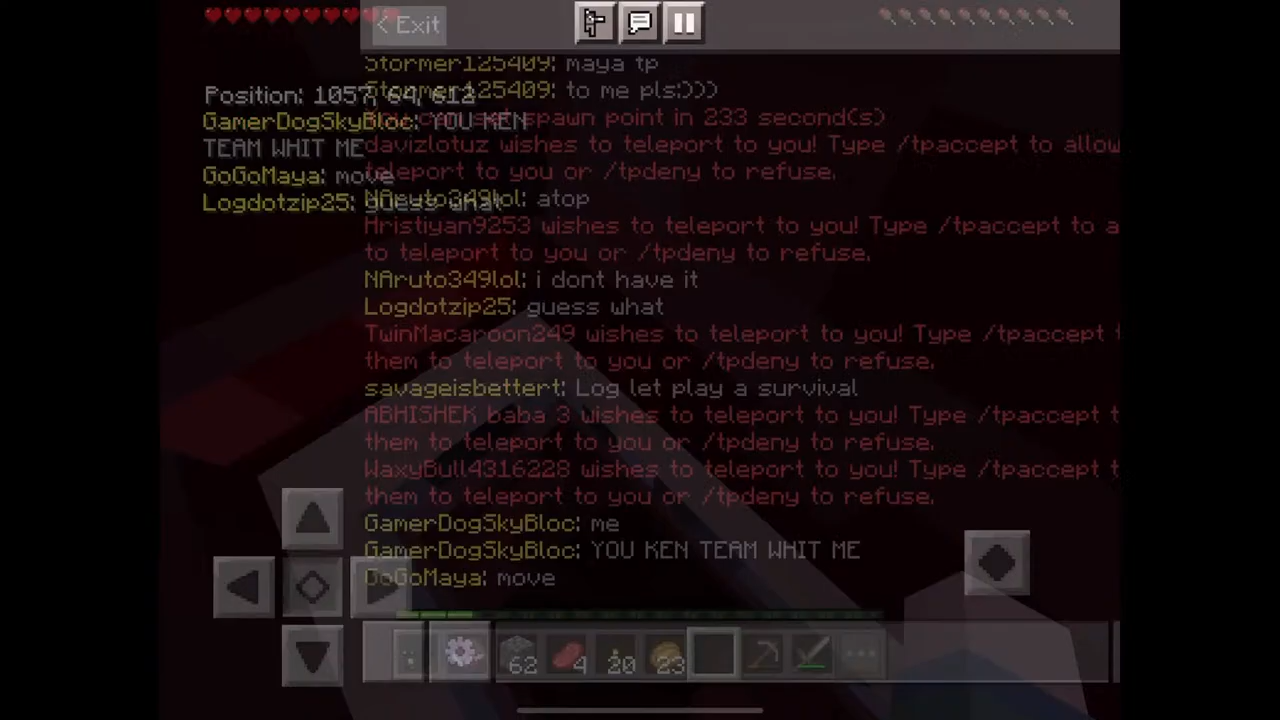 Exit
Stormer125409: maya tp
Stormer125409: to me pls:)))
Position: 1057, 64, 612
You can set spawn point in 233 second(s)
GamerDogSkyBloc: YOU KEN
TEAM WHIT ME
GoGoMaya: move
Logdotzip25: guess what
davizlotuz wishes to teleport to you! Type /tpaccept to allow
teleport to you or /tpdeny to refuse.
NAruto349lol: atop
Hristiyan9253 wishes to teleport to you! Type /tpaccept to a
to teleport to you or /tpdeny to refuse.
NAruto349lol: i dont have it
Logdotzip25: guess what
TwinMacaroon249 wishes to teleport to you! Type /tpaccept t
them to teleport to you or /tpdeny to refuse.
savageisbettert: Log let play a survival
ABHISHEK baba 3 wishes to teleport to you! Type /tpaccept t
them to teleport to you or /tpdeny to refuse.
WaxyBull4316228 wishes to teleport to you! Type /tpaccept t
them to teleport to you or /tpdeny to refuse.
GamerDogSkyBloc: me
GamerDogSkyBloc: YOU KEN TEAM WHIT ME
GoGoMaya: move
62 4 20 23